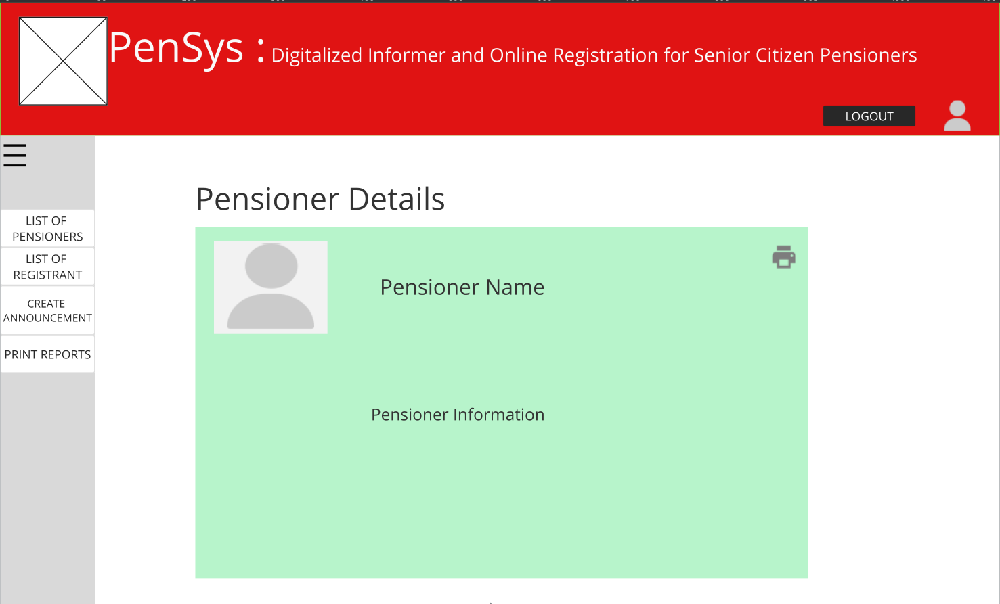 PenSys : Digitalized Informer and Online Registration for Senior Citizen Pensioners
LOGOUT
LIST OF
PENSIONERS
LIST OF
REGISTRANT
CREATE
ANNOUNCEMENT
PRINT REPORTS
Pensioner Details
Pensioner Name
Pensioner Information